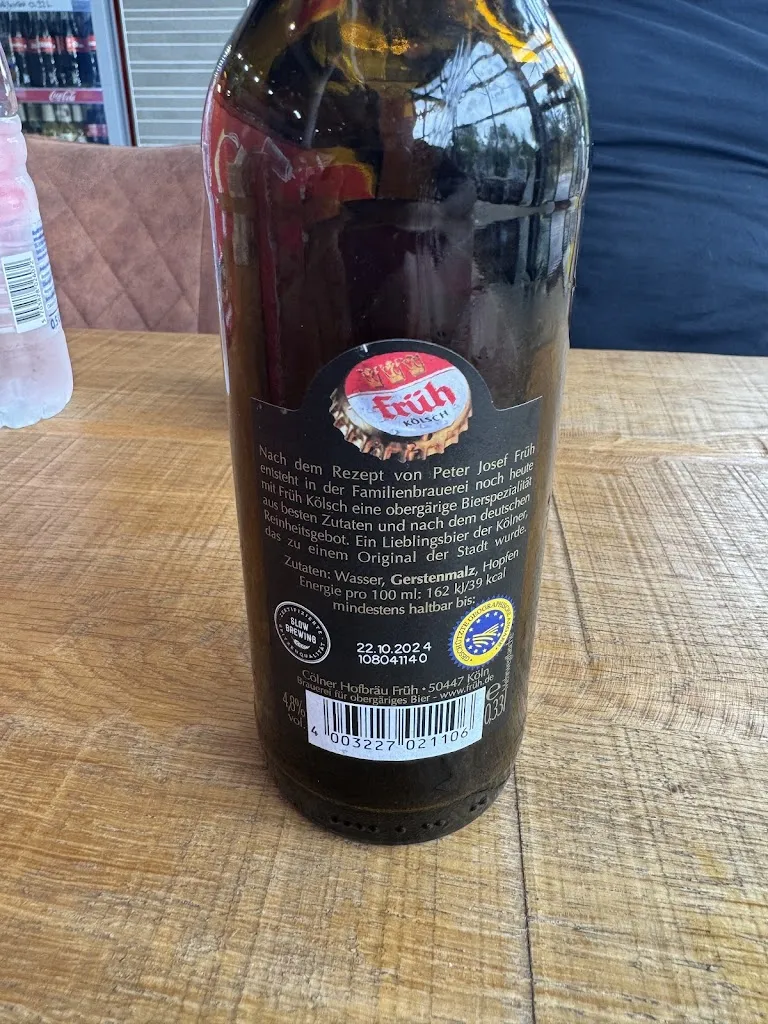 Coca-Cola
Früh
KÖLSCH
Nach dem Rezept von Peter Josef Früh
entsteht in der Familienbrauerei noch heute
mit Früh Kölsch eine obergärige Bierspezialität
aus besten Zutaten und nach dem deutschen
Reinheitsgebot. Ein Lieblingsbier der Kölner,
das zu einem Original der Stadt wurde.
Zutaten: Wasser, Gerstenmalz, Hopfen
Energie pro 100 ml: 162 kJ/39 kcal
mindestens haltbar bis:
SLOW
BREWING
22.10.2024
108041140
Cölner Hofbräu Früh • 50447 Köln
Brauerei für obergäriges Bier - www.früh.de
4,9%
vol.
e
0,33l
4 003227 021106